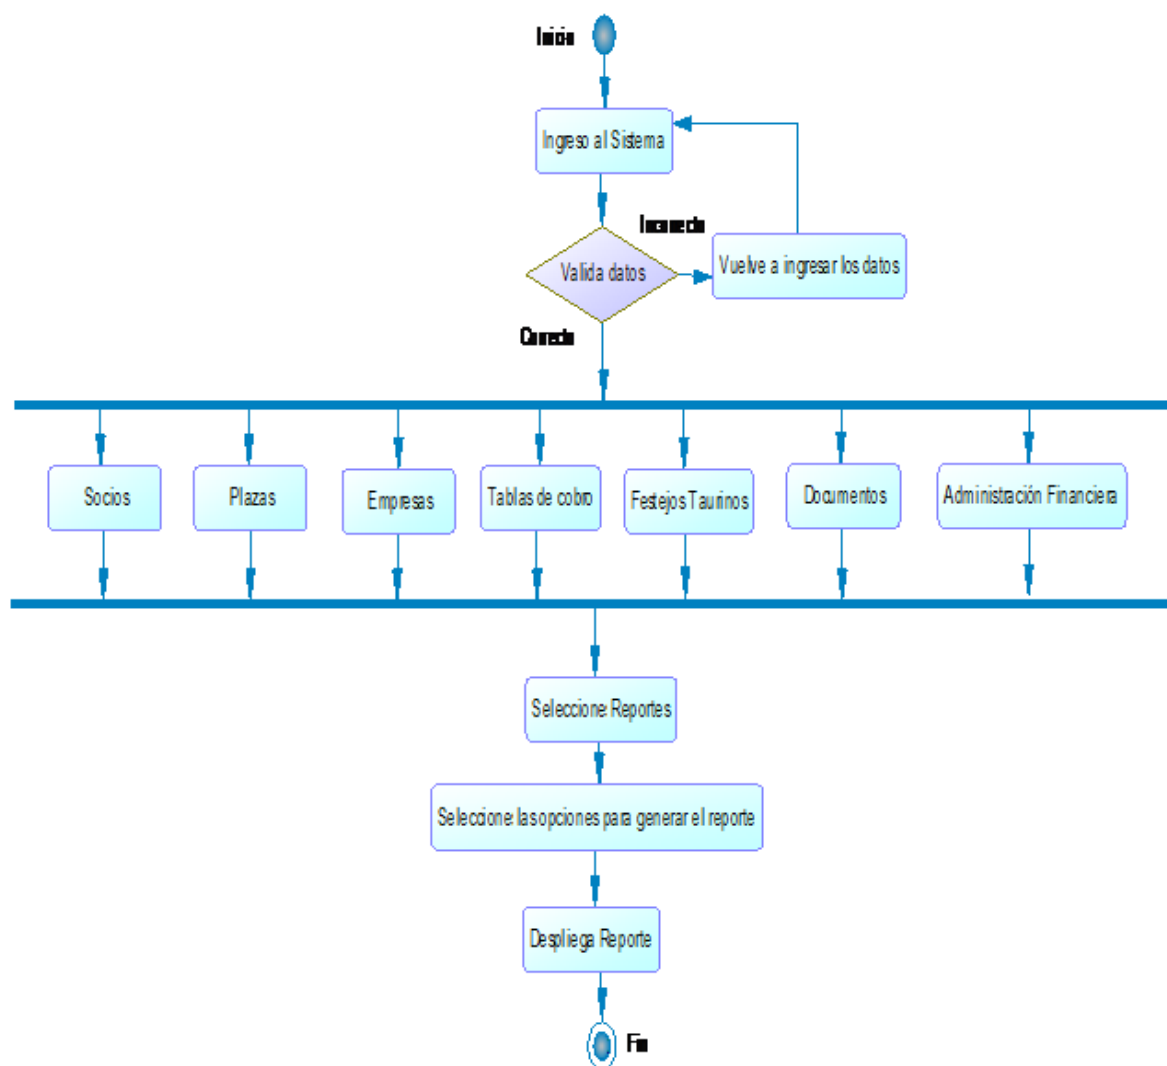 Inicio
Ingreso al Sistema
Incorrecto
Valida datos
Vuelve a ingresar los datos
Correcto
Socios
Plazas
Empresas
Tablas de cobro
Festejos Taurinos
Documentos
Administración Financiera
Seleccione: Reportes
Seleccione: las opciones para generar el reporte
Despliega Reporte
Fin